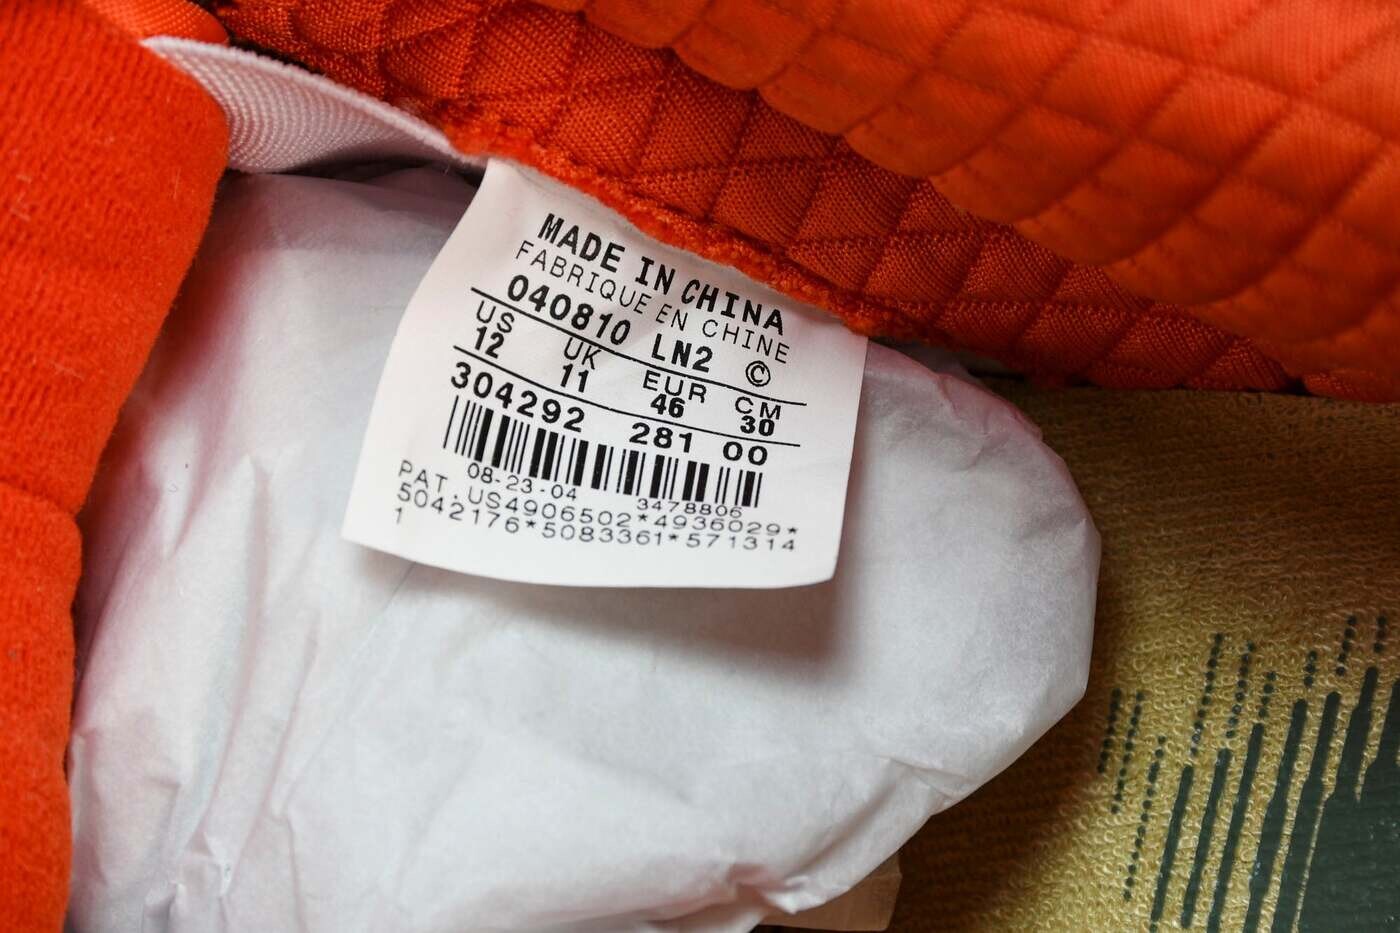 MADE IN CHINA
FABRIQUE EN CHINE
040810 LN2 ©
US UK EUR CM
12 11 46 30
304292 281 00
08-23-04 3478806
PAT. US4906502*4936029*
5042176*5083361*571314
1